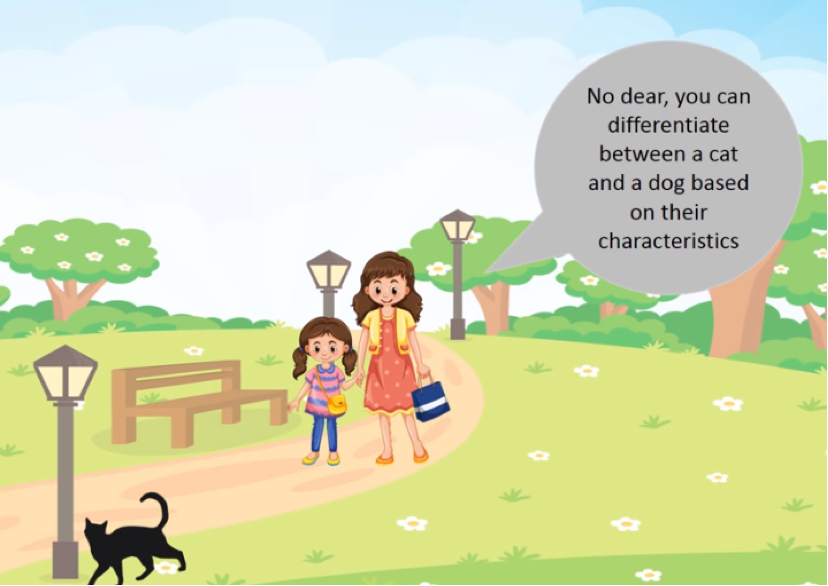 No dear, you can
differentiate
between a cat
and a dog based
on their
characteristics